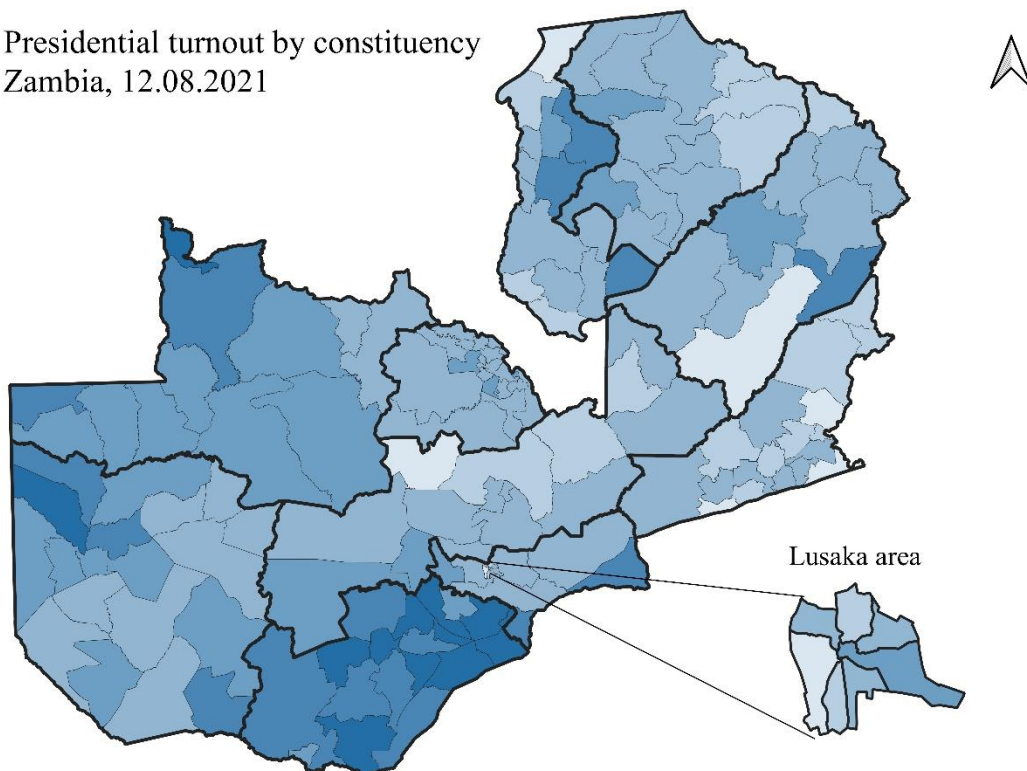 Presidential turnout by constituency
Zambia, 12.08.2021
Lusaka area